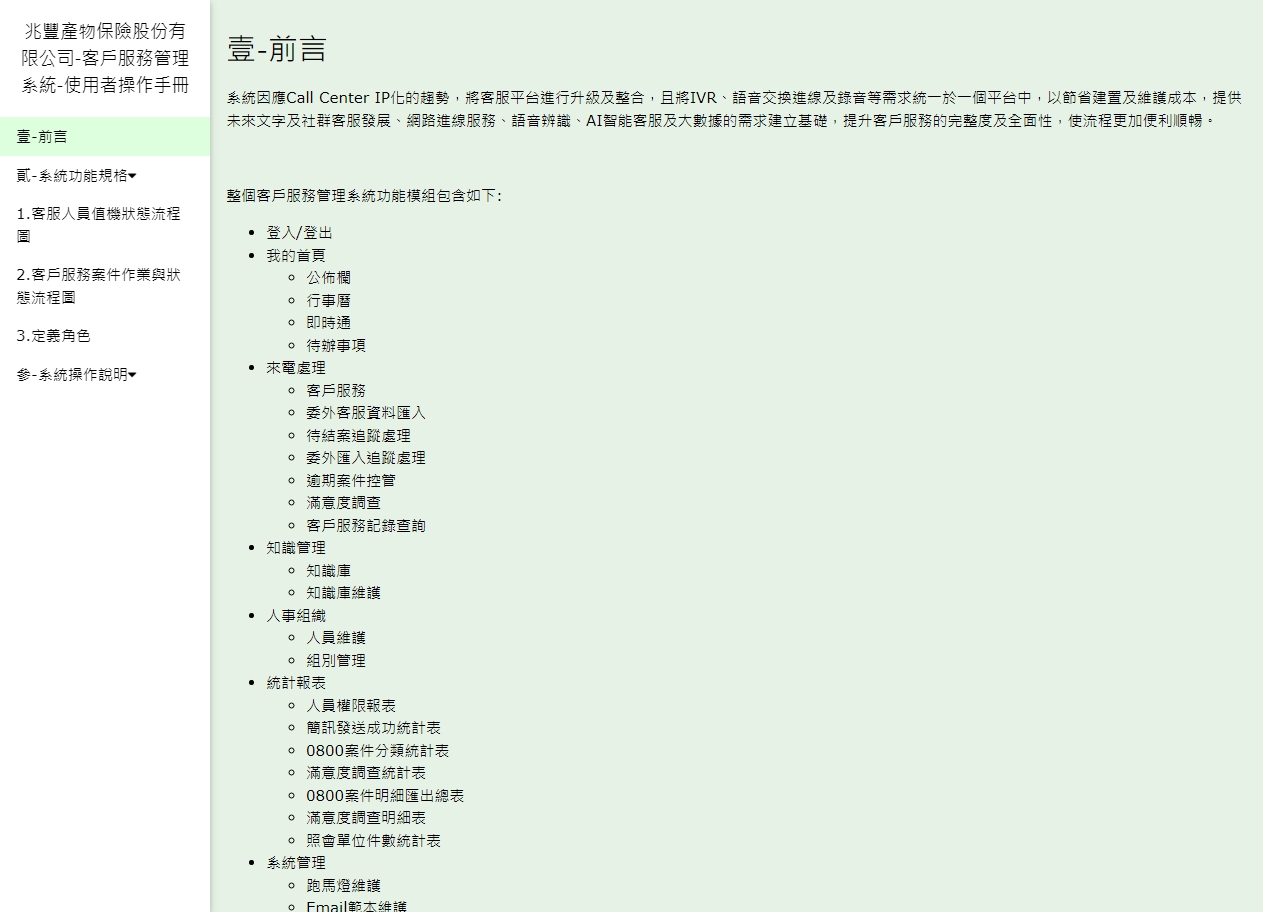 兆豐產物保險股份有
限公司-客戶服務管理
系統-使用者操作手冊
壹-前言
貳-系統功能規格
1.客服人員值機狀態流程
圖
2.客戶服務案件作業與狀
態流程圖
3.定義角色
參-系統操作說明
壹-前言
系統因應Call Center IP化的趨勢，將客服平台進行升級及整合，且將IVR、語音交換進線及錄音等需求統一於一個平台中，以節省建置及維護成本，提供
未來文字及社群客服發展、網路進線服務、語音辨識、AI智能客服及大數據的需求建立基礎，提升客戶服務的完整度及全面性，使流程更加便利順暢。
整個客戶服務管理系統功能模組包含如下:
登入/登出
我的首頁
公佈欄
行事曆
即時通
待辦事項
來電處理
客戶服務
委外客服資料匯入
待結案追蹤處理
委外匯入追蹤處理
逾期案件控管
滿意度調查
客戶服務記錄查詢
知識管理
知識庫
知識庫維護
人事組織
人員維護
組別管理
統計報表
人員權限報表
簡訊發送成功統計表
0800案件分類統計表
滿意度調查統計表
0800案件明細匯出總表
滿意度調查明細表
照會單位件數統計表
系統管理
跑馬燈維護
Email範本維護